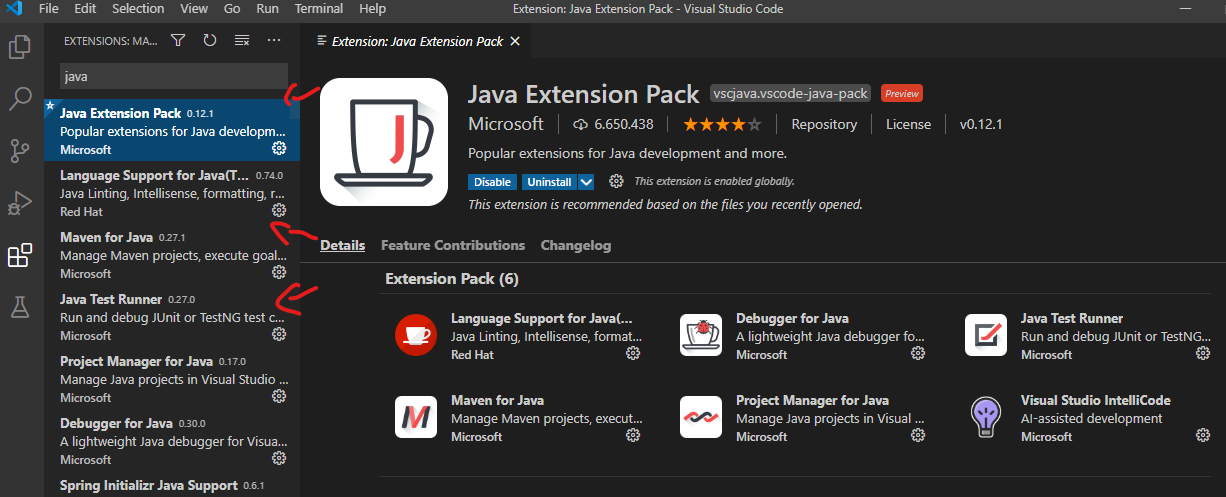 File Edit Selection View Go Run Terminal Help
Extension: Java Extension Pack - Visual Studio Code
EXTENSIONS: MA...
Extension: Java Extension Pack
java
Java Extension Pack 0.12.1
Popular extensions for Java developm...
Microsoft
Language Support for Java(T... 0.74.0
Java Linting, Intellisense, formatting, r...
Red Hat
Maven for Java 0.27.1
Manage Maven projects, execute goal...
Microsoft
Java Test Runner 0.27.0
Run and debug JUnit or TestNG test c...
Microsoft
Project Manager for Java 0.17.0
Manage Java projects in Visual Studio ...
Microsoft
Debugger for Java 0.30.0
A lightweight Java debugger for Visua...
Microsoft
Spring Initializr Java Support 0.6.1
J
Java Extension Pack vscjava.vscode-java-pack Preview
Microsoft 6.650.438 Repository License v0.12.1
Popular extensions for Java development and more.
Disable Uninstall This extension is enabled globally.
This extension is recommended based on the files you recently opened.
Details Feature Contributions Changelog
Extension Pack (6)
Language Support for Java(...
Java Linting, Intellisense, format...
Red Hat
Debugger for Java
A lightweight Java debugger fo...
Microsoft
Java Test Runner
Run and debug JUnit or TestNG...
Microsoft
M
Maven for Java
Manage Maven projects, execut...
Microsoft
Project Manager for Java
Manage Java projects in Visual ...
Microsoft
Visual Studio IntelliCode
AI-assisted development
Microsoft